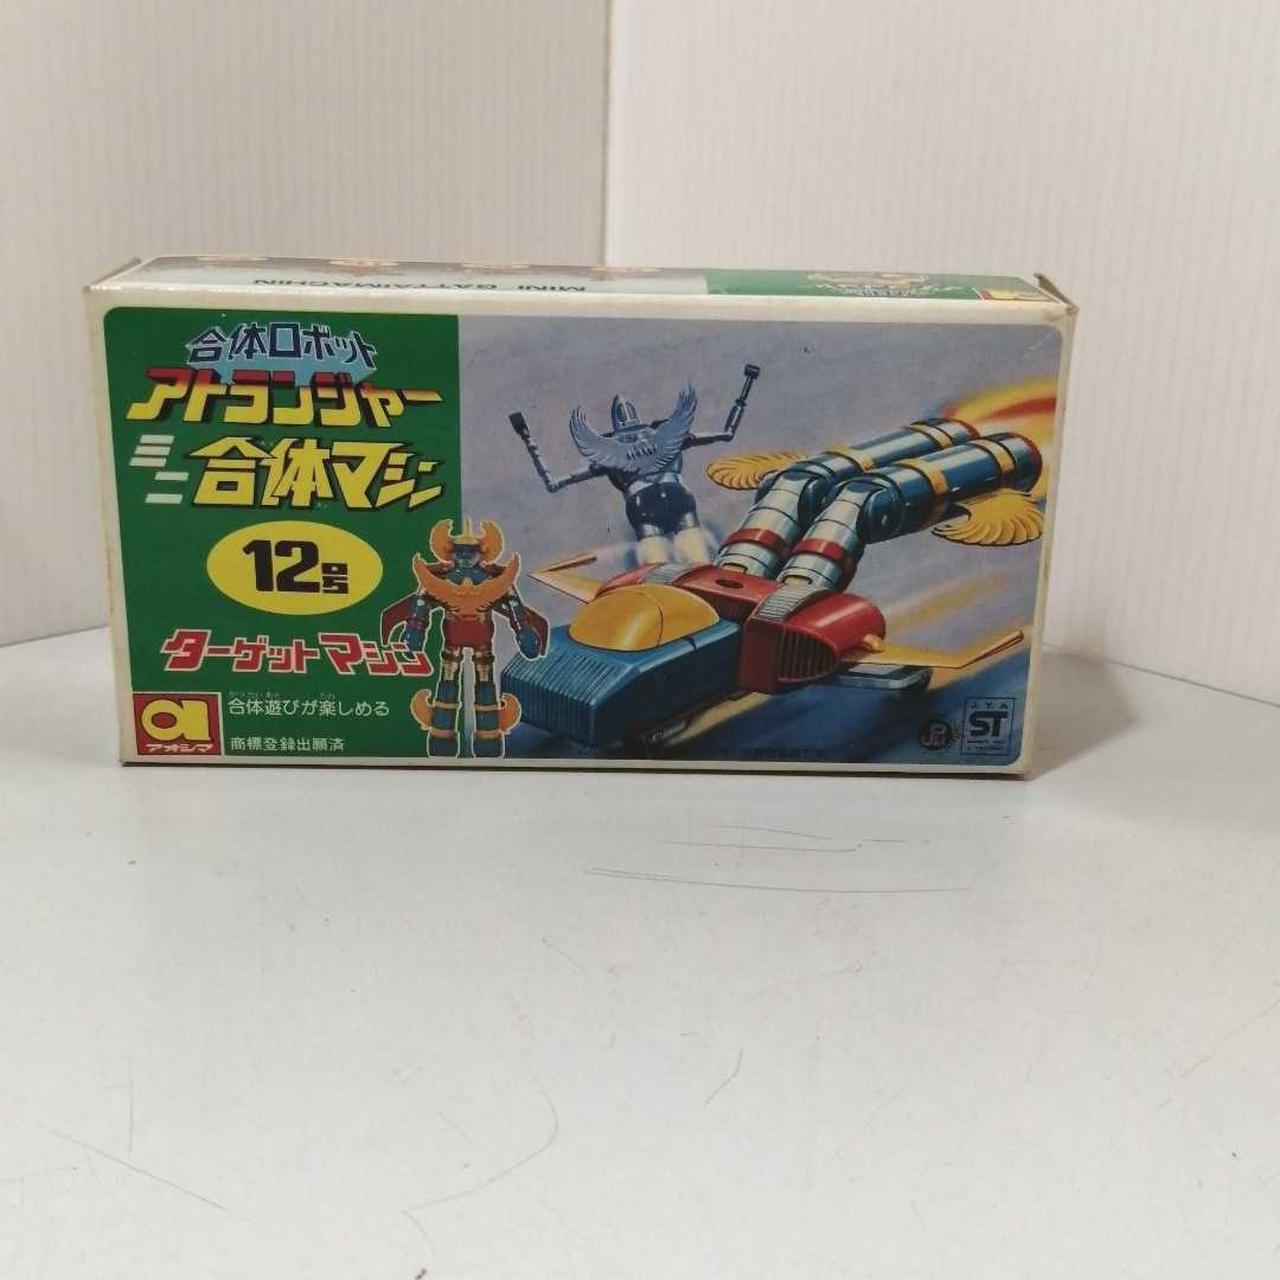 MINI GATTAIMACHIN
合体ロボット
アトランジャー
ミニ合体マシン
12号
ターゲットマシン
合体遊びが楽しめる
商標登録出願済
アオシマ
J.T.A
ST